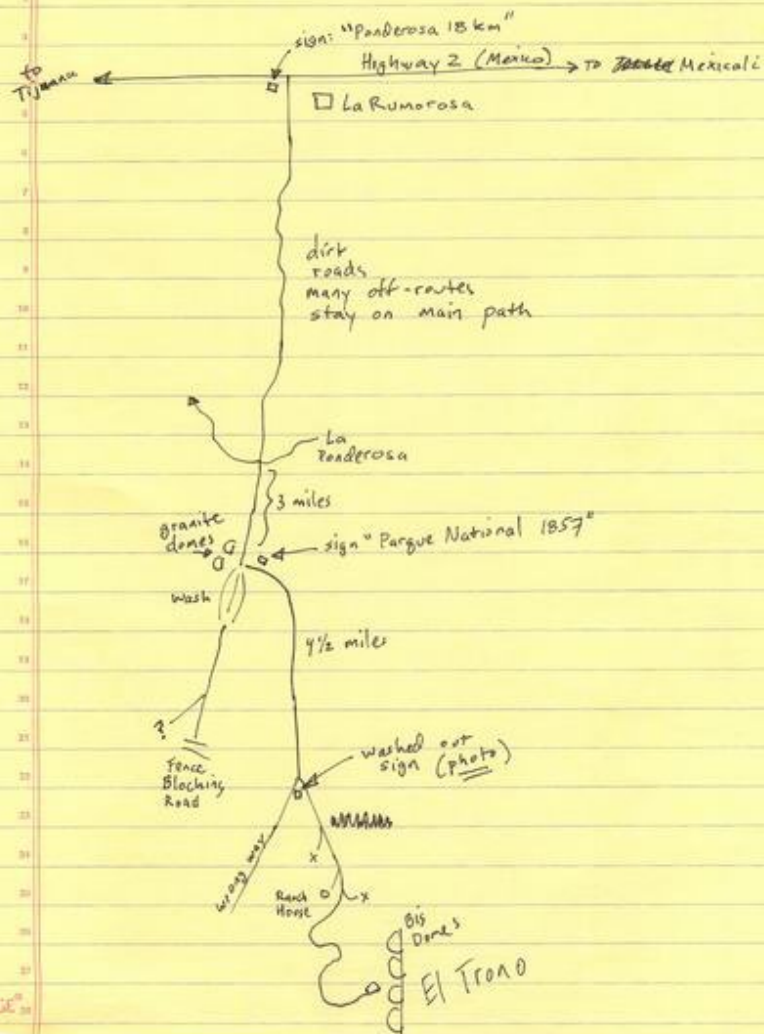 sign: "Ponderosa 18 km"
Highway 2 (Mexico)
to
Tijuana
TO Mexicali
La Rumorosa
dirt
roads
many off-routes
stay on main path
La
Ponderosa
3 miles
granite
domes
sign "Parque National 1857"
wash
4½ miles
?
Fence
Blocking
Road
washed out
sign (photo)
wrong way
x
Ranch
House
x
Big
Domes
El Trono